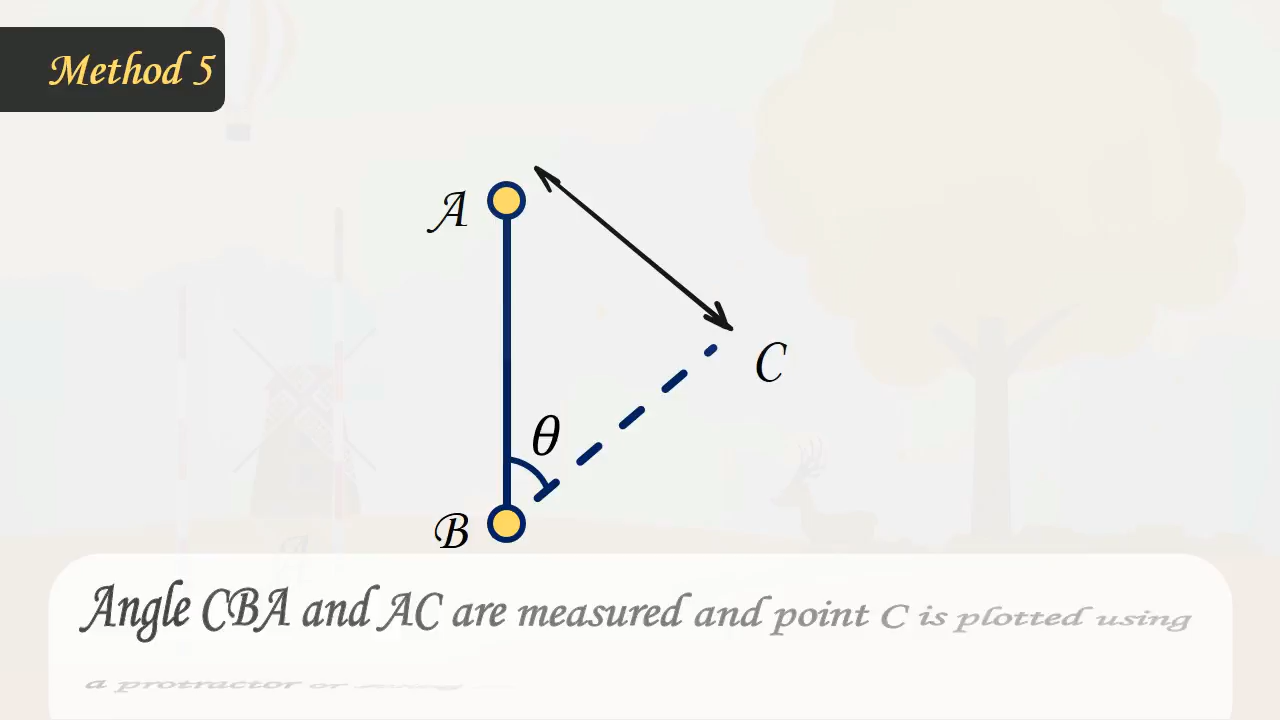 Method 5
A
C
θ
B
Angle CBA and AC are measured and point C is plotted using
a protractor or